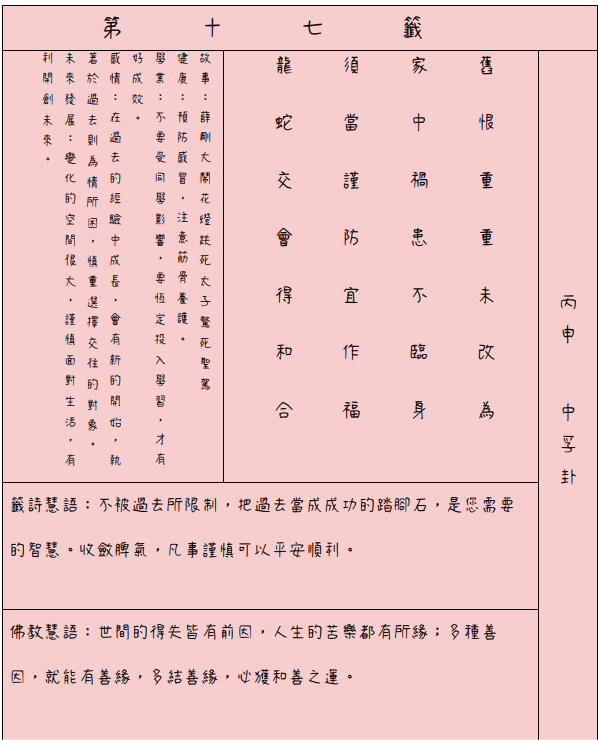 第十七籤
丙申 中孚卦
舊恨重重未改為
家中禍患不臨身
須當謹防宜作福
龍蛇交會得和合
故事：薛剛大鬧花燈踢死太子驚死聖駕
健康：預防感冒，注意筋骨養護。
學業：不要受同學影響，要恆定投入學習，才有
好成效。
感情：在過去的經驗中成長，會有新的開始，執
著於過去則為情所困，慎重選擇交往的對象。
未來發展：變化的空間很大，謹慎面對生活，有
利開創未來。
籤詩慧語：不被過去所限制，把過去當成成功的踏腳石，是您需要
的智慧。收斂脾氣，凡事謹慎可以平安順利。
佛教慧語：世間的得失皆有前因，人生的苦樂都有所緣；多種善
因，就能有善緣，多結善緣，必獲和善之運。